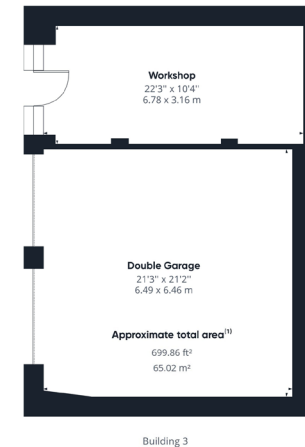 Workshop
22'3" x 10'4"
6.78 x 3.16 m
Double Garage
21'3" x 21'2"
6.49 x 6.46 m
Approximate total area(1)
699.86 ft²
65.02 m²
Building 3